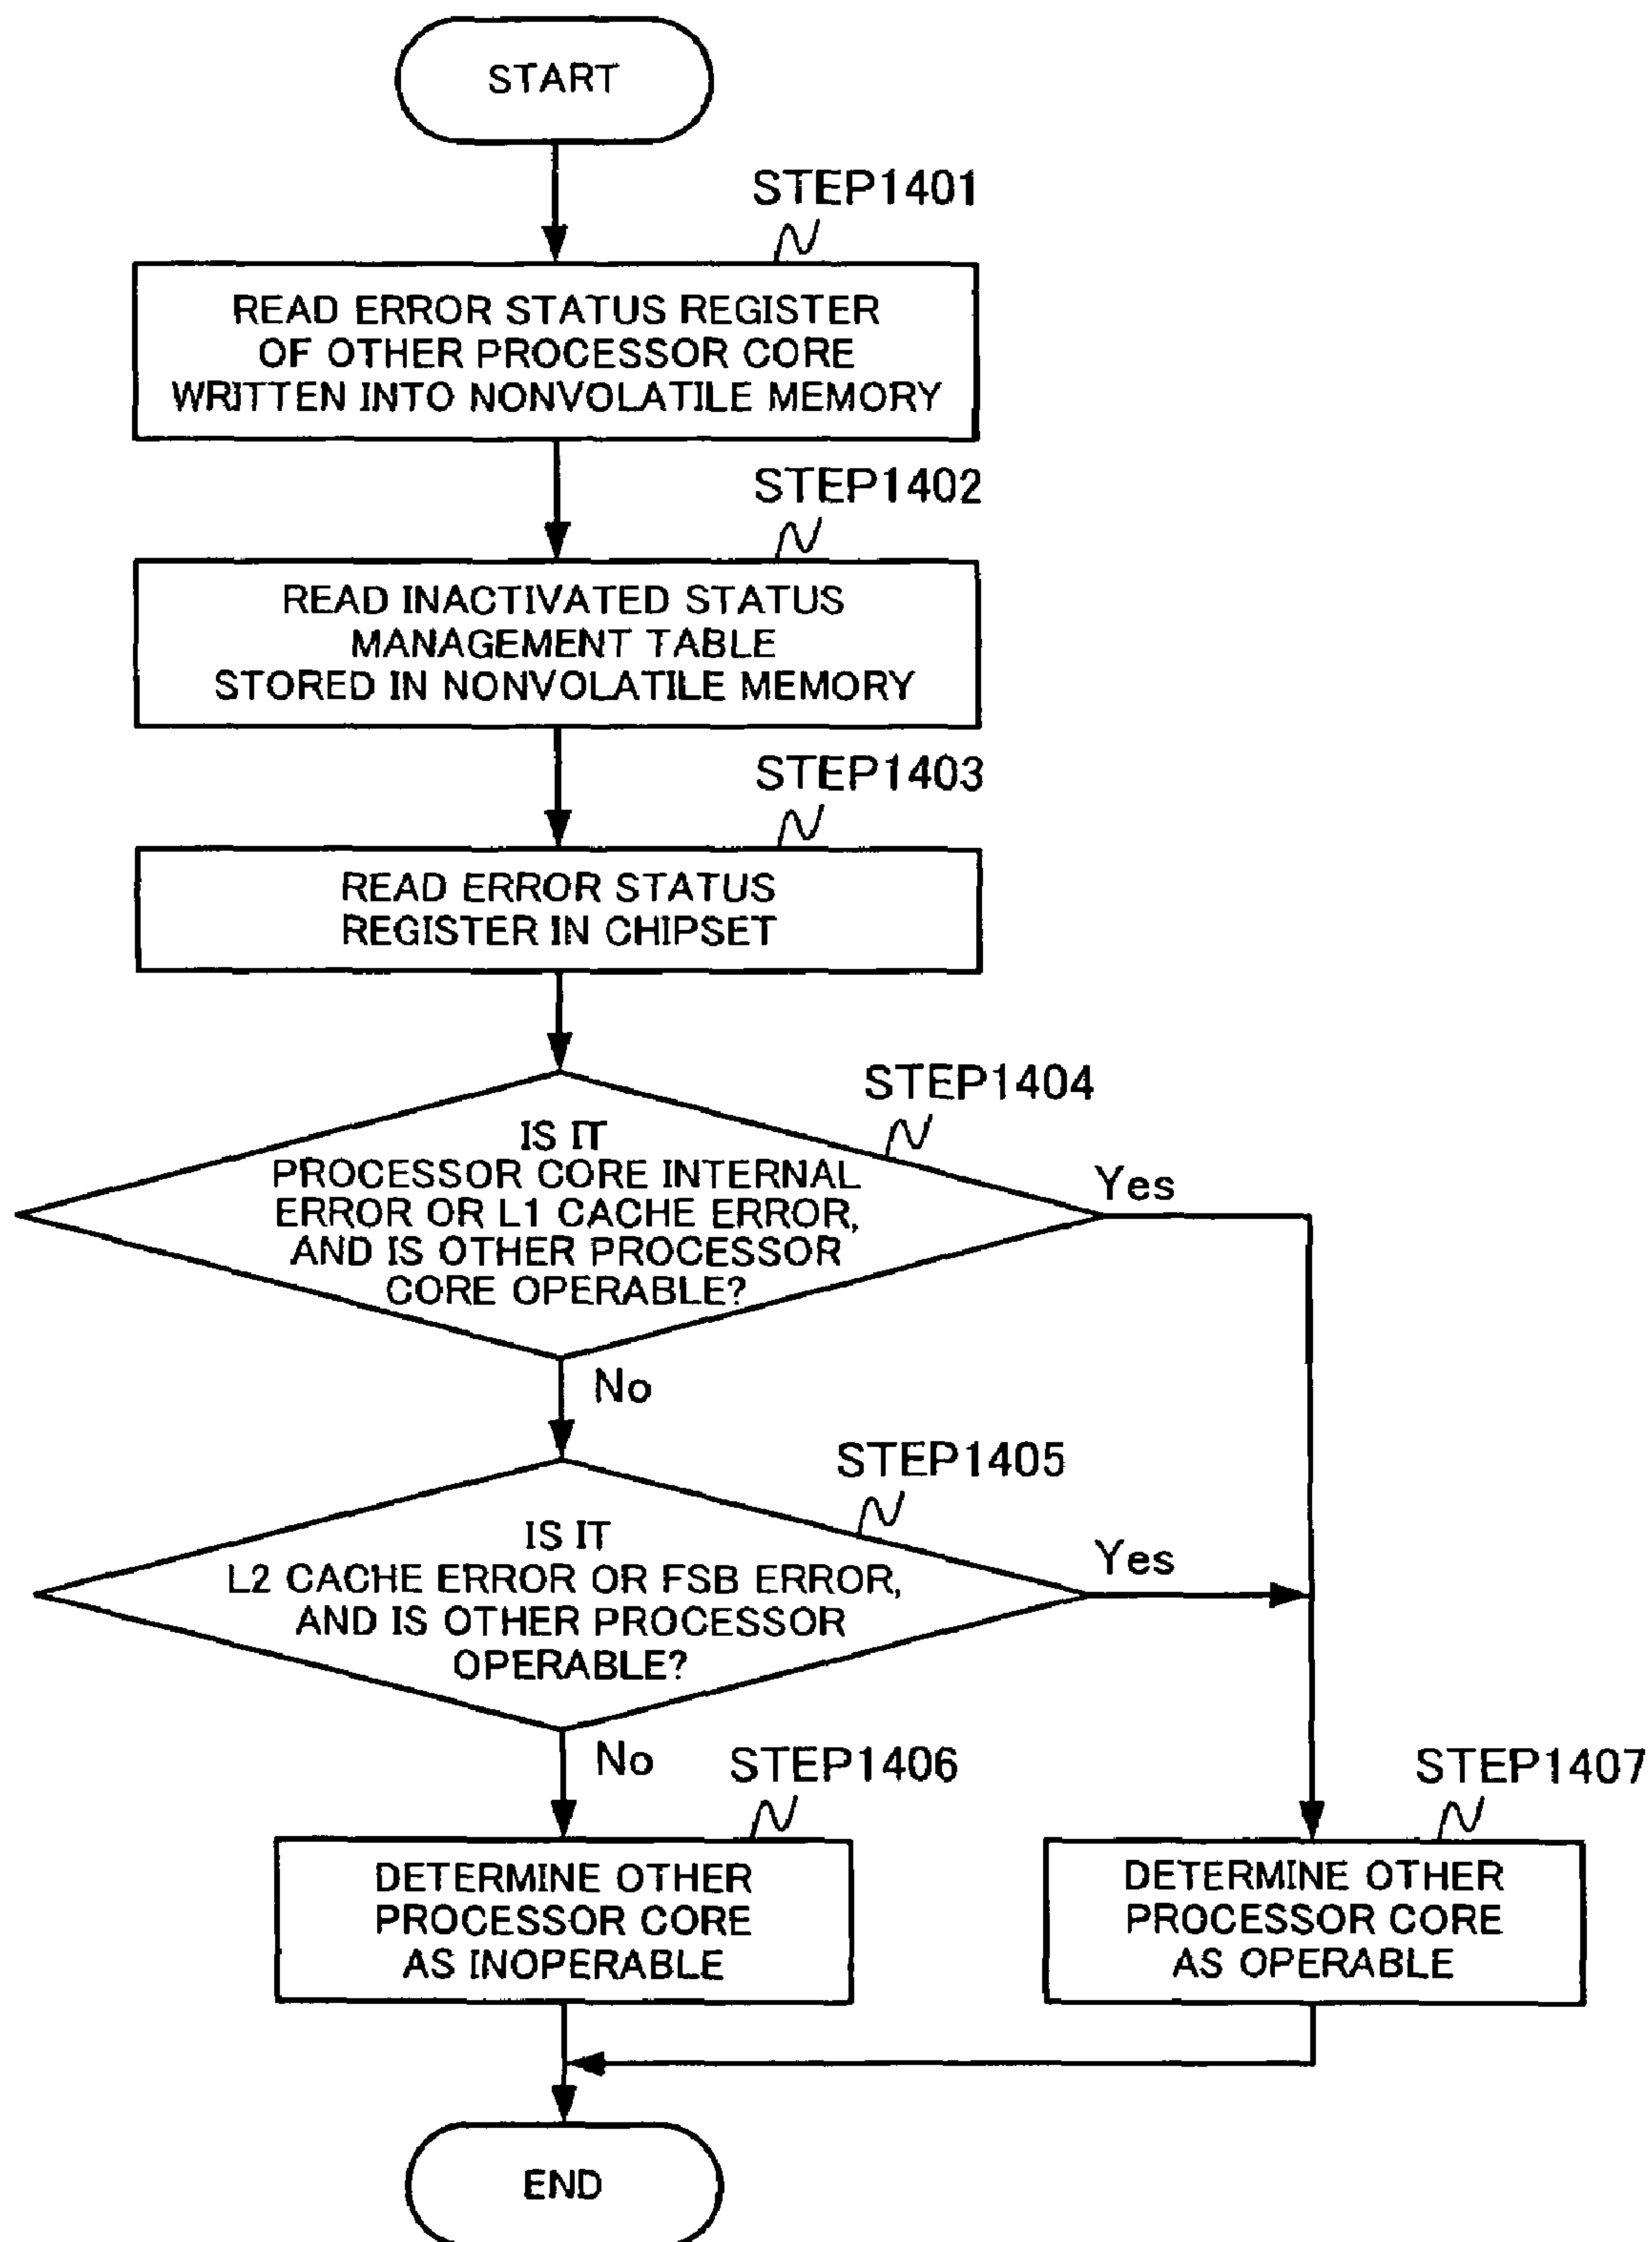 START
STEP1401
READ ERROR STATUS REGISTER
OF OTHER PROCESSOR CORE
WRITTEN INTO NONVOLATILE MEMORY
STEP1402
READ INACTIVATED STATUS
MANAGEMENT TABLE
STORED IN NONVOLATILE MEMORY
STEP1403
READ ERROR STATUS
REGISTER IN CHIPSET
STEP1404
IS IT
PROCESSOR CORE INTERNAL
ERROR OR L1 CACHE ERROR,
AND IS OTHER PROCESSOR
CORE OPERABLE?
Yes
No
STEP1405
IS IT
L2 CACHE ERROR OR FSB ERROR,
AND IS OTHER PROCESSOR
OPERABLE?
Yes
No
STEP1406
DETERMINE OTHER
PROCESSOR CORE
AS INOPERABLE
STEP1407
DETERMINE OTHER
PROCESSOR CORE
AS OPERABLE
END